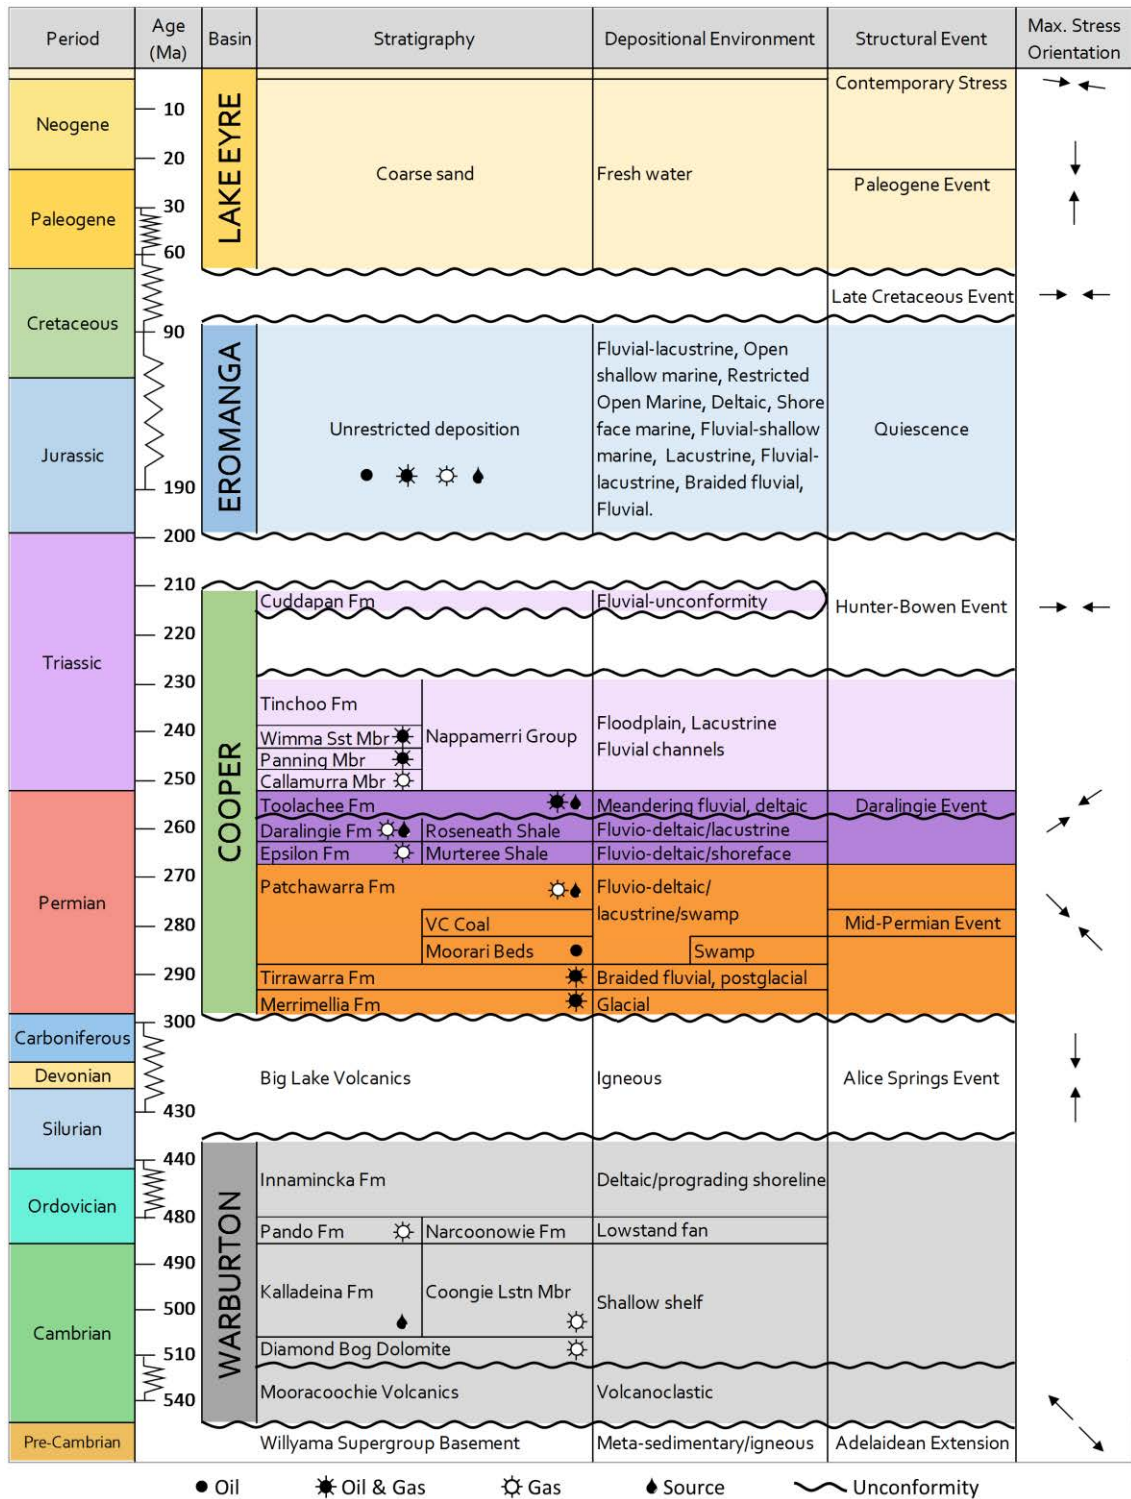 Period
Age
(Ma)
Basin
Stratigraphy
Depositional Environment
Structural Event
Max. Stress
Orientation
Neogene
Paleogene
Cretaceous
Jurassic
Triassic
Permian
Carboniferous
Devonian
Silurian
Ordovician
Cambrian
Pre-Cambrian
10
20
30
60
90
190
200
210
220
230
240
250
260
270
280
290
300
430
440
480
490
500
510
540
LAKE EYRE
Coarse sand
Fresh water
Contemporary Stress
Paleogene Event
Late Cretaceous Event
EROMANGA
Unrestricted deposition
Fluvial-lacustrine, Open
shallow marine, Restricted
Open Marine, Deltaic, Shore
face marine, Fluvial-shallow
marine, Lacustrine, Fluvial-
lacustrine, Braided fluvial,
Fluvial.
Quiescence
COOPER
Cuddapan Fm
Fluvial-unconformity
Hunter-Bowen Event
Tinchoo Fm
Wimma Sst Mbr
Panning Mbr
Callamurra Mbr
Nappamerri Group
Floodplain, Lacustrine
Fluvial channels
Toolachee Fm
Meandering fluvial, deltaic
Daralingie Event
Daralingie Fm
Roseneath Shale
Fluvio-deltaic/lacustrine
Epsilon Fm
Murteree Shale
Fluvio-deltaic/shoreface
Patchawarra Fm
Fluvio-deltaic/
lacustrine/swamp
VC Coal
Mid-Permian Event
Moorari Beds
Swamp
Tirrawarra Fm
Braided fluvial, postglacial
Merrimellia Fm
Glacial
Big Lake Volcanics
Igneous
Alice Springs Event
WARBURTON
Innamincka Fm
Deltaic/prograding shoreline
Pando Fm
Narcoonowie Fm
Lowstand fan
Kalladeina Fm
Coongie Lstn Mbr
Shallow shelf
Diamond Bog Dolomite
Mooracoochie Volcanics
Volcanoclastic
Willyama Supergroup Basement
Meta-sedimentary/igneous
Adelaidean Extension
Oil
Oil & Gas
Gas
Source
Unconformity